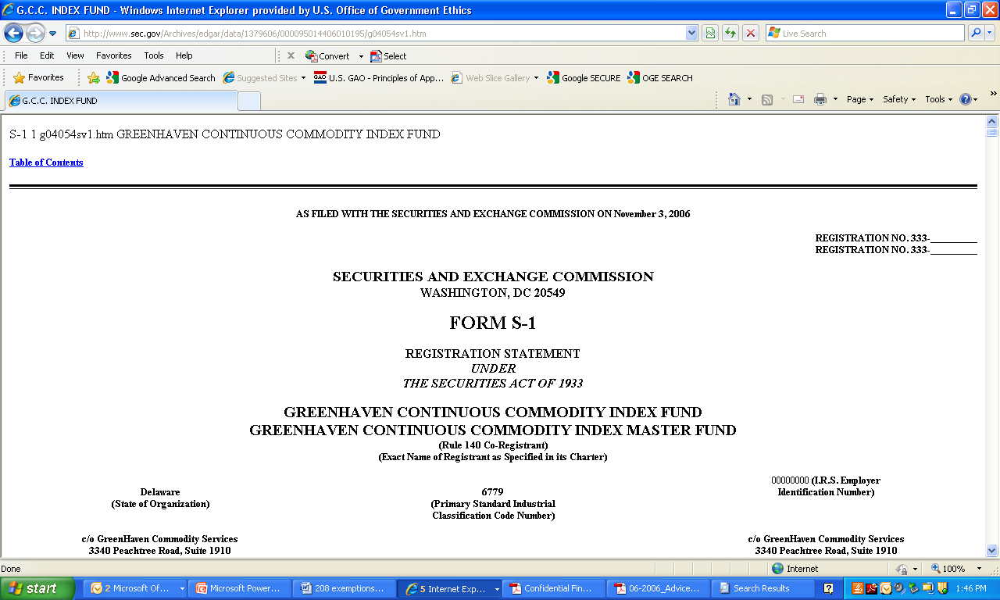 G.C.C. INDEX FUND - Windows Internet Explorer provided by U.S. Office of Government Ethics
http://www.sec.gov/Archives/edgar/data/1379606/000095014406010195/g04054sv1.htm
Live Search
File Edit View Favorites Tools Help
Convert Select
Favorites Google Advanced Search Suggested Sites GAO U.S. GAO - Principles of App... Web Slice Gallery Google SECURE OGE SEARCH
G.C.C. INDEX FUND
Page Safety Tools
S-1 1 g04054sv1.htm GREENHAVEN CONTINUOUS COMMODITY INDEX FUND
Table of Contents
AS FILED WITH THE SECURITIES AND EXCHANGE COMMISSION ON November 3, 2006
REGISTRATION NO. 333-__________
REGISTRATION NO. 333-__________
SECURITIES AND EXCHANGE COMMISSION
WASHINGTON, DC 20549
FORM S-1
REGISTRATION STATEMENT
UNDER
THE SECURITIES ACT OF 1933
GREENHAVEN CONTINUOUS COMMODITY INDEX FUND
GREENHAVEN CONTINUOUS COMMODITY INDEX MASTER FUND
(Rule 140 Co-Registrant)
(Exact Name of Registrant as Specified in its Charter)
Delaware
(State of Organization)
6779
(Primary Standard Industrial
Classification Code Number)
00000000 (I.R.S. Employer
Identification Number)
c/o GreenHaven Commodity Services
3340 Peachtree Road, Suite 1910
c/o GreenHaven Commodity Services
3340 Peachtree Road, Suite 1910
Done
Internet
100%
start
2 Microsoft Of...
Microsoft Power...
208 exemptions...
5 Internet Exp...
Confidential Fin...
06-2006_Advice...
Search Results
1:46 PM